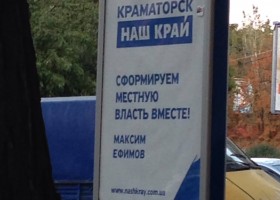 КРАМАТОРСК
НАШ КРАЙ
СФОРМИРУЕМ
МЕСТНУЮ
ВЛАСТЬ ВМЕСТЕ!
МАКСИМ
ЕФИМОВ
www.nashkray.com.ua